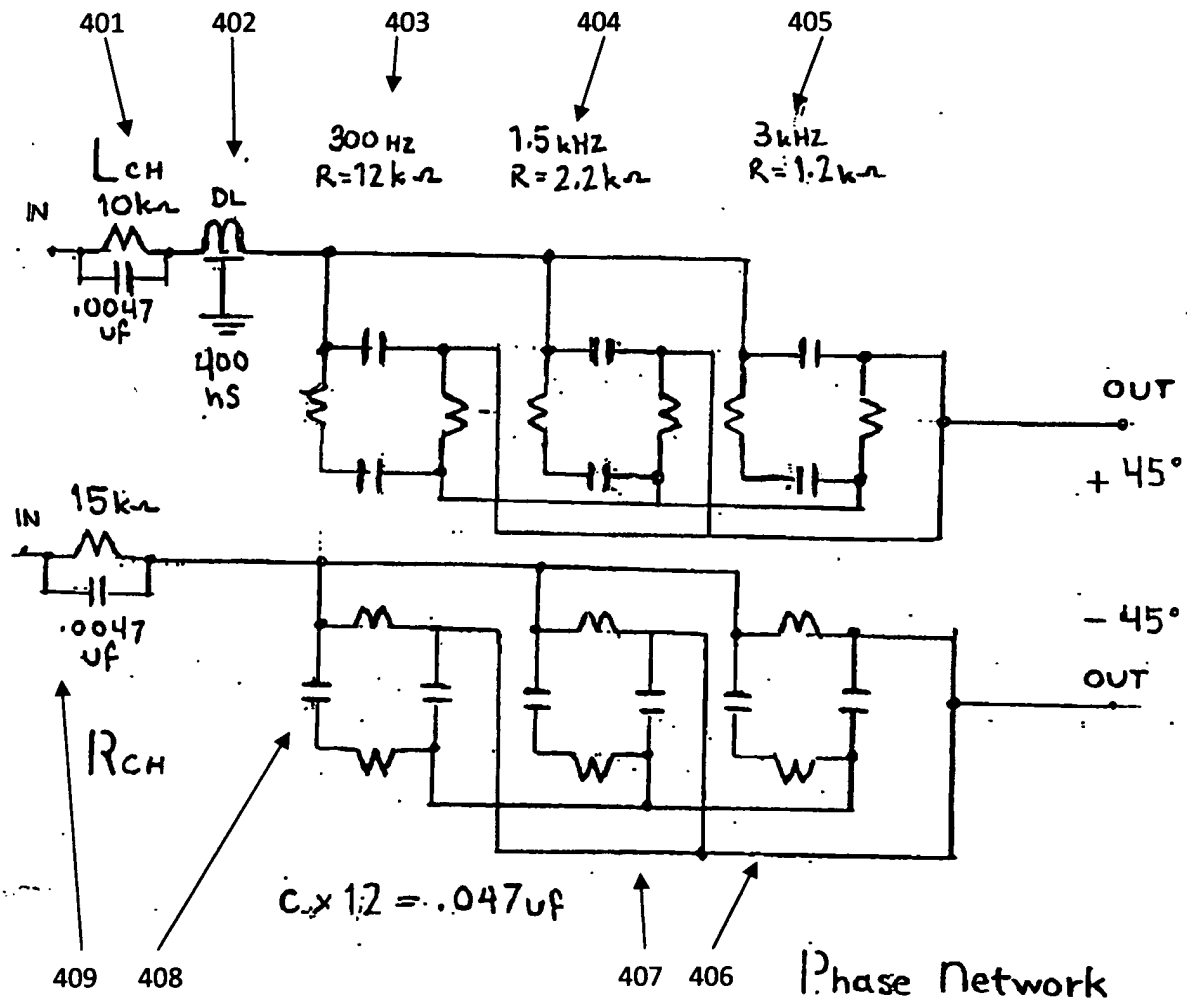 401
402
403
404
405
LCH
10kΩ
DL
300 Hz
R=12kΩ
1.5 kHz
R=2.2kΩ
3kHz
R=1.2kΩ
IN
.0047
uf
400
nS
OUT
+ 45°
IN
15kΩ
.0047
uf
- 45°
OUT
RCH
C x 12 = .047uf
409
408
407
406
Phase Network